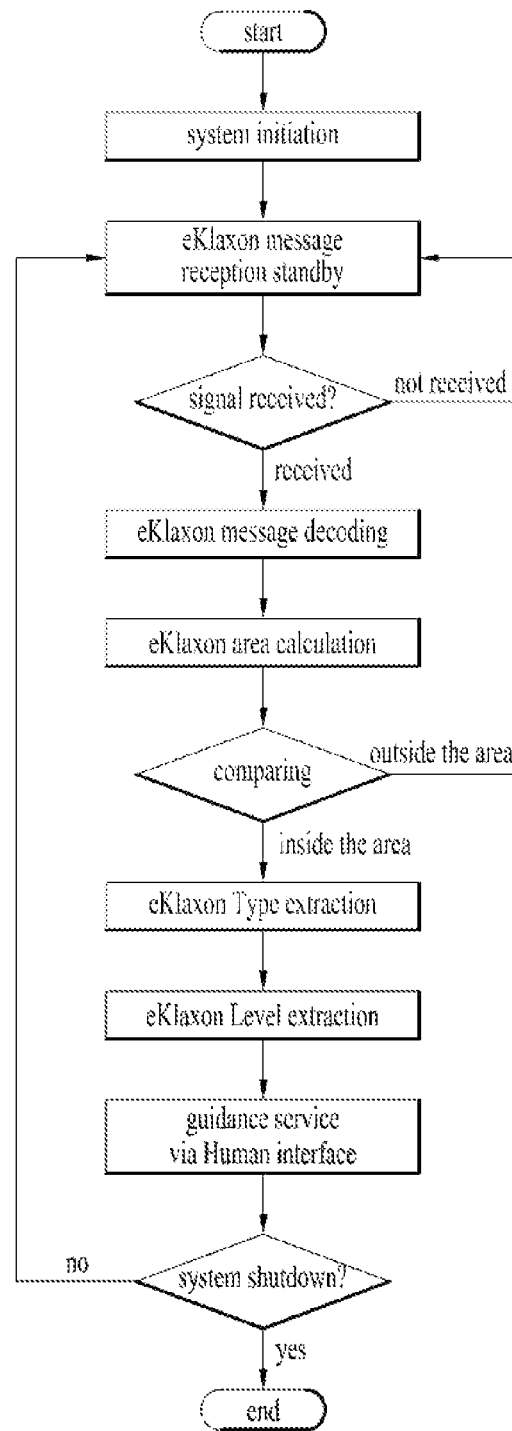 start
system initiation
eKlaxon message
reception standby
signal received?
not received
received
eKlaxon message decoding
eKlaxon area calculation
comparing
outside the area
inside the area
eKlaxon Type extraction
eKlaxon Level extraction
guidance service
via Human interface
system shutdown?
no
yes
end